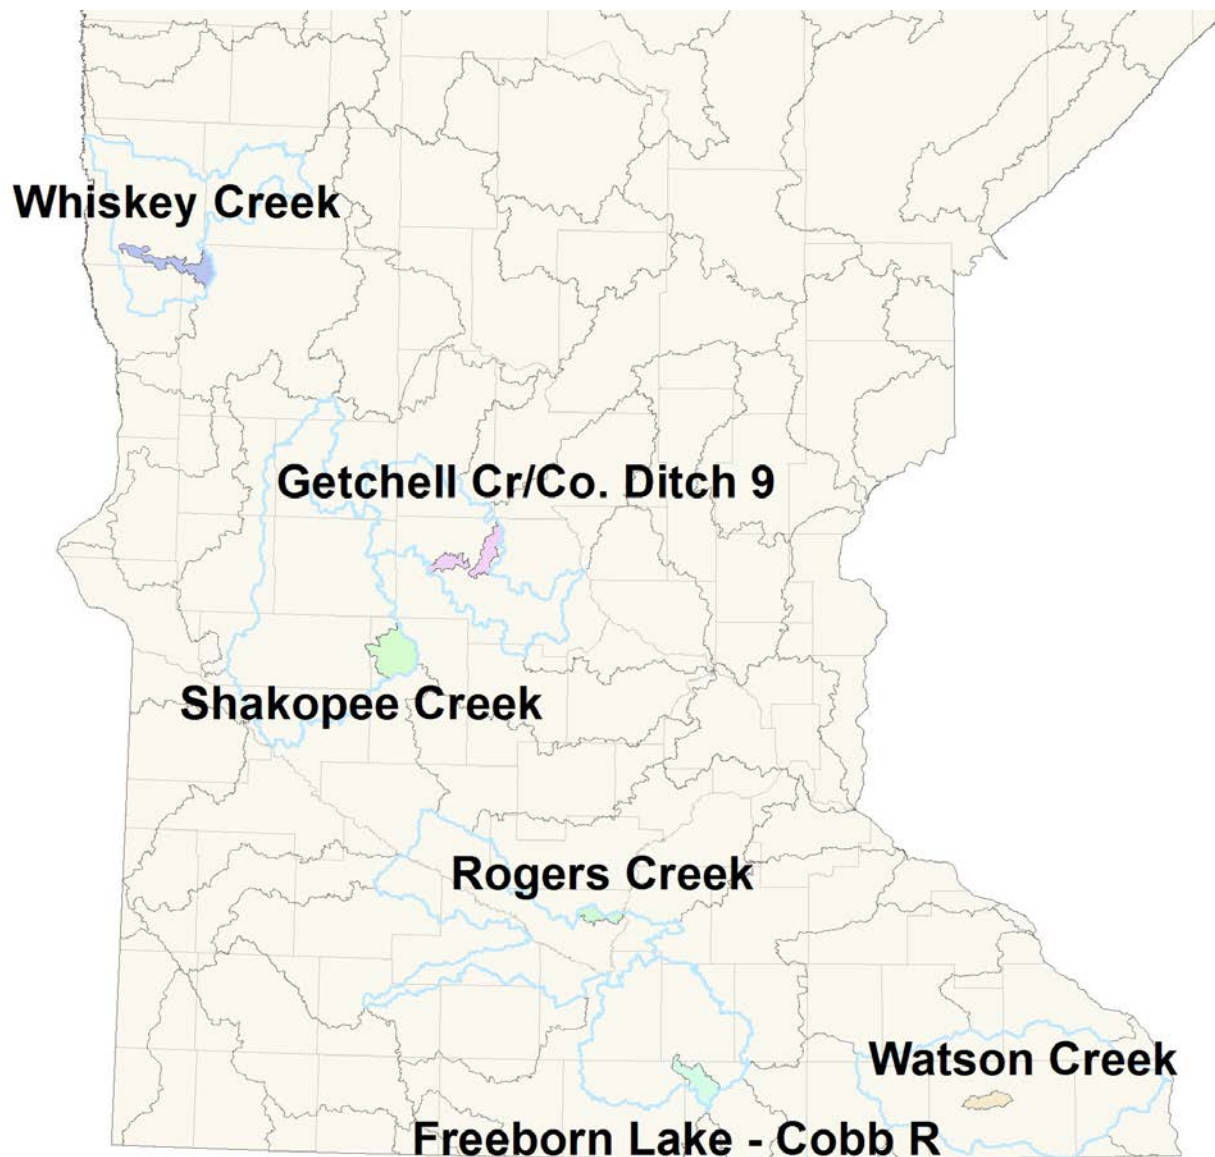 Whiskey Creek
Getchell Cr/Co. Ditch 9
Shakopee Creek
Rogers Creek
Watson Creek
Freeborn Lake - Cobb R